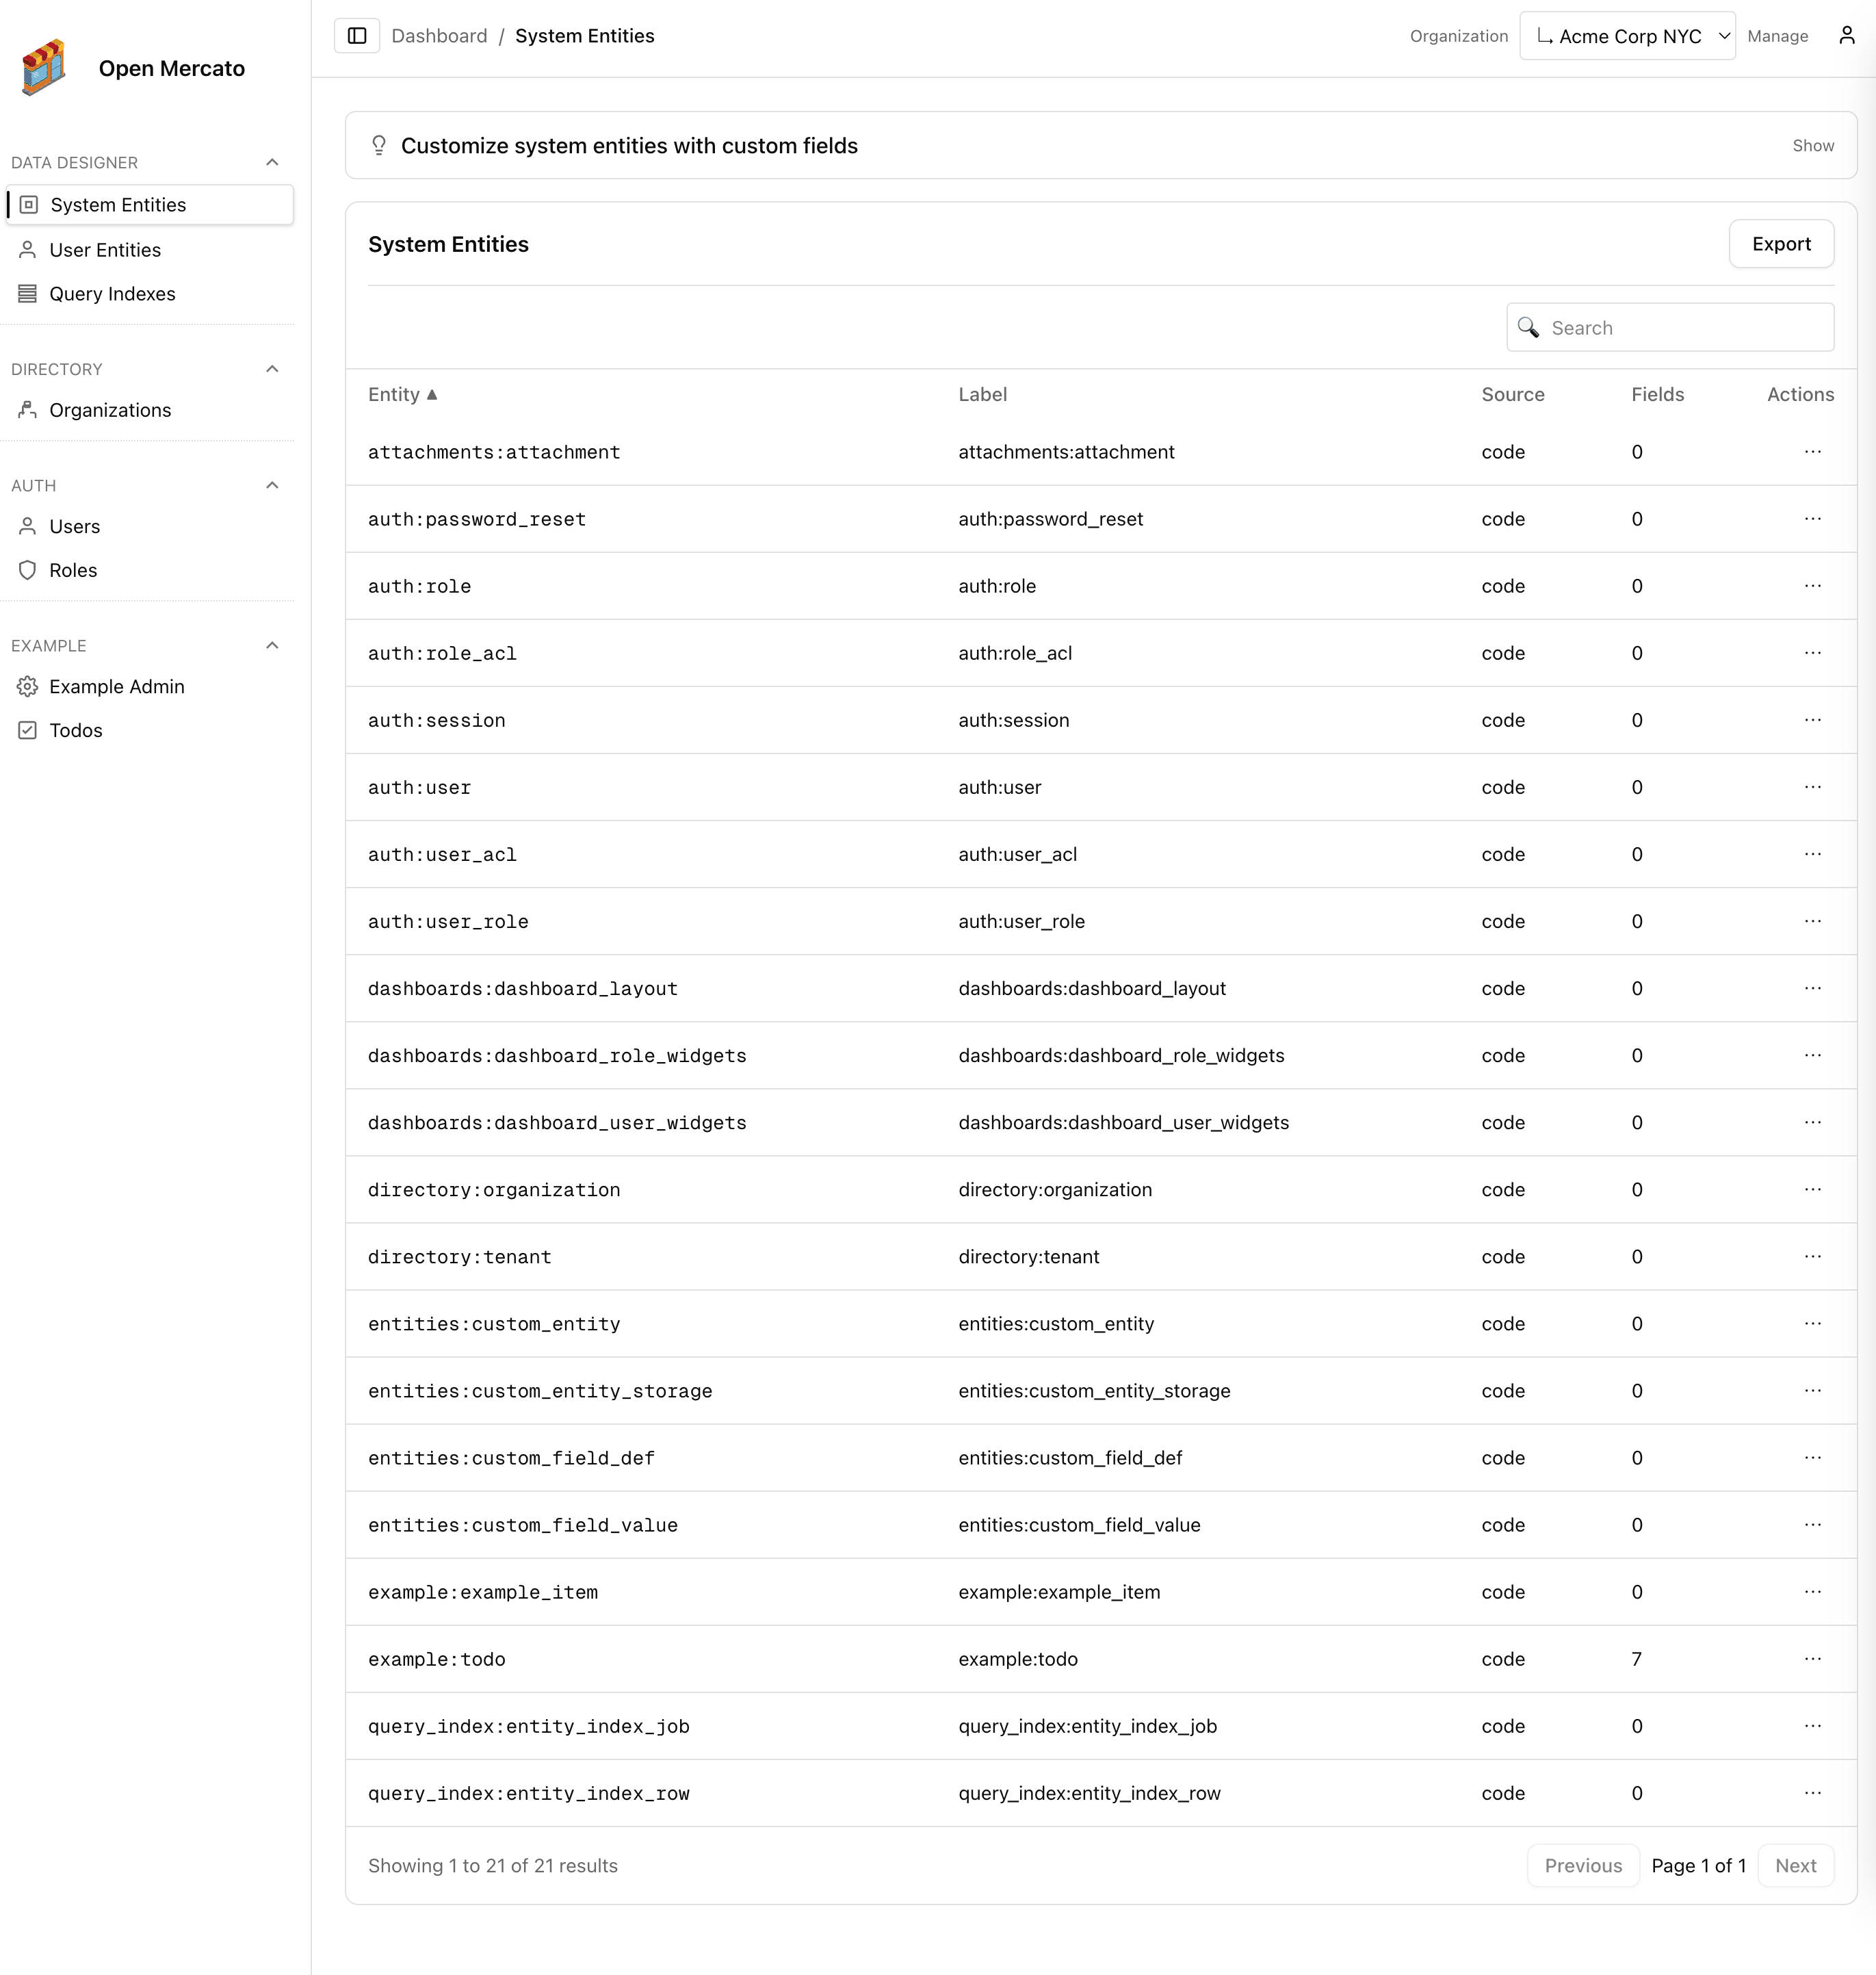 Open Mercato
DATA DESIGNER
System Entities
User Entities
Query Indexes
DIRECTORY
Organizations
AUTH
Users
Roles
EXAMPLE
Example Admin
Todos
Dashboard / System Entities
Organization Acme Corp NYC Manage
Customize system entities with custom fields Show
System Entities Export
Search
Entity ▲ Label Source Fields Actions
attachments:attachment attachments:attachment code 0 ...
auth:password_reset auth:password_reset code 0 ...
auth:role auth:role code 0 ...
auth:role_acl auth:role_acl code 0 ...
auth:session auth:session code 0 ...
auth:user auth:user code 0 ...
auth:user_acl auth:user_acl code 0 ...
auth:user_role auth:user_role code 0 ...
dashboards:dashboard_layout dashboards:dashboard_layout code 0 ...
dashboards:dashboard_role_widgets dashboards:dashboard_role_widgets code 0 ...
dashboards:dashboard_user_widgets dashboards:dashboard_user_widgets code 0 ...
directory:organization directory:organization code 0 ...
directory:tenant directory:tenant code 0 ...
entities:custom_entity entities:custom_entity code 0 ...
entities:custom_entity_storage entities:custom_entity_storage code 0 ...
entities:custom_field_def entities:custom_field_def code 0 ...
entities:custom_field_value entities:custom_field_value code 0 ...
example:example_item example:example_item code 0 ...
example:todo example:todo code 7 ...
query_index:entity_index_job query_index:entity_index_job code 0 ...
query_index:entity_index_row query_index:entity_index_row code 0 ...
Showing 1 to 21 of 21 results Previous Page 1 of 1 Next